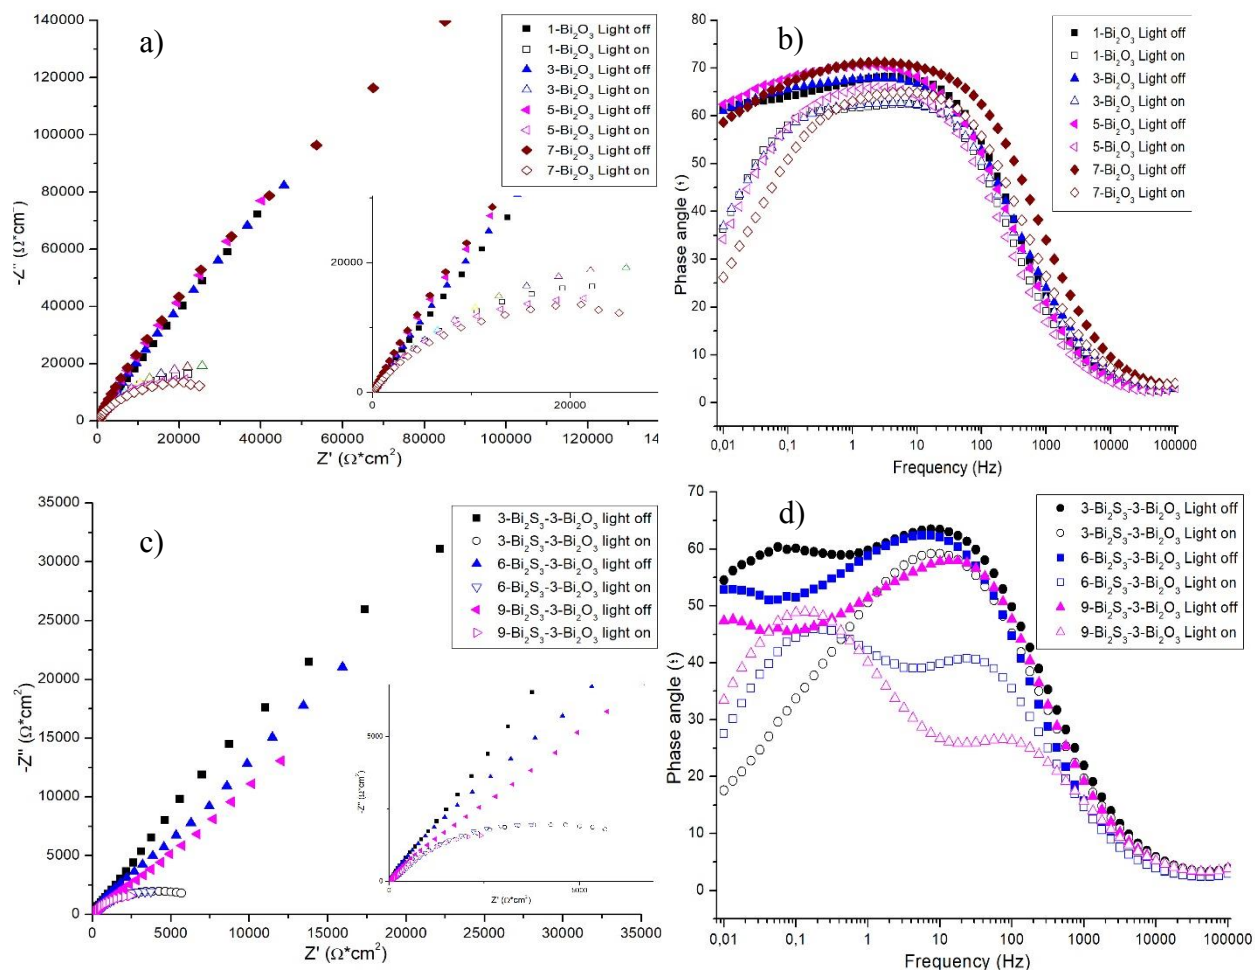 a)
140000
120000
100000
80000
60000
40000
20000
0
-Z'' (Ω*cm⁻)
0
20000
40000
60000
80000
100000
120000
Z' (Ω*cm²)
1-Bi₂O₃ Light off
1-Bi₂O₃ Light on
3-Bi₂O₃ Light off
3-Bi₂O₃ Light on
5-Bi₂O₃ Light off
5-Bi₂O₃ Light on
7-Bi₂O₃ Light off
7-Bi₂O₃ Light on
20000
0
0
20000
b)
80
70
60
50
40
30
20
10
0
Phase angle (ͼ)
0,01
0,1
1
10
100
1000
10000
100000
Frequency (Hz)
1-Bi₂O₃ Light off
1-Bi₂O₃ Light on
3-Bi₂O₃ Light off
3-Bi₂O₃ Light on
5-Bi₂O₃ Light off
5-Bi₂O₃ Light on
7-Bi₂O₃ Light off
7-Bi₂O₃ Light on
c)
35000
30000
25000
20000
15000
10000
5000
0
-Z'' (Ω*cm²)
0
5000
10000
15000
20000
25000
30000
35000
Z' (Ω*cm²)
3-Bi₂S₃-3-Bi₂O₃ light off
3-Bi₂S₃-3-Bi₂O₃ light on
6-Bi₂S₃-3-Bi₂O₃ light off
6-Bi₂S₃-3-Bi₂O₃ light on
9-Bi₂S₃-3-Bi₂O₃ light off
9-Bi₂S₃-3-Bi₂O₃ light on
-Z'' (Ω*cm²)
5000
0
0
5000
Z' (Ω*cm²)
d)
70
60
50
40
30
20
10
0
Phase angle (ͼ)
0,01
0,1
1
10
100
1000
10000
100000
Frequency (Hz)
3-Bi₂S₃-3-Bi₂O₃ Light off
3-Bi₂S₃-3-Bi₂O₃ Light on
6-Bi₂S₃-3-Bi₂O₃ Light off
6-Bi₂S₃-3-Bi₂O₃ Light on
9-Bi₂S₃-3-Bi₂O₃ Light off
9-Bi₂S₃-3-Bi₂O₃ Light on